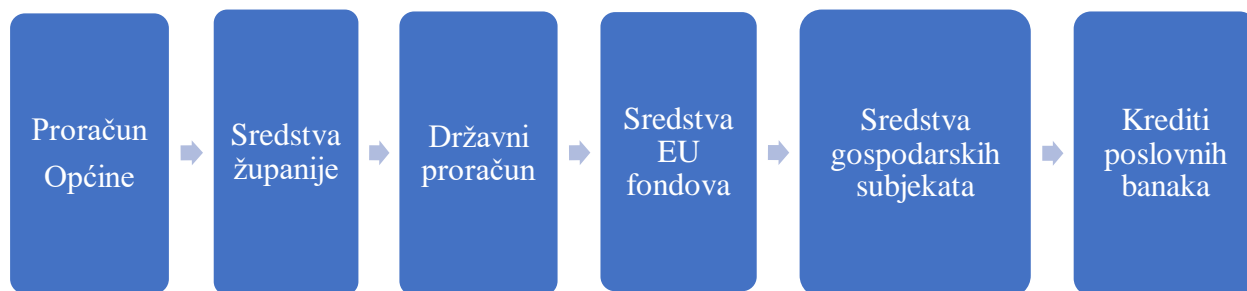 Proračun
Općine
Sredstva
županije
Državni
proračun
Sredstva
EU
fondova
Sredstva
gospodarskih
subjekata
Krediti
poslovnih
banaka